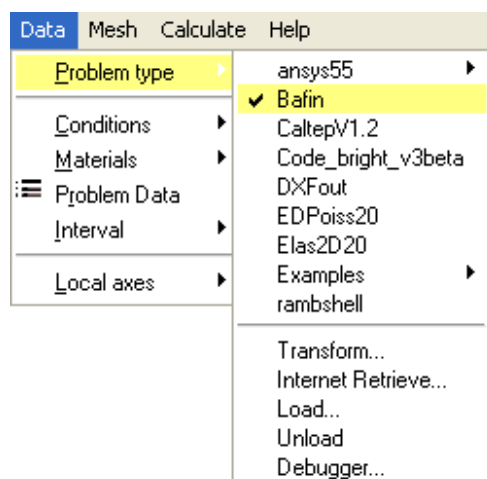 Data Mesh Calculate Help
Problem type
Conditions
Materials
Problem Data
Interval
Local axes
ansys55
Bafin
CaltepV1.2
Code_bright_v3beta
DXFout
EDPoiss20
Elas2D20
Examples
rambshell
Transform...
Internet Retrieve...
Load...
Unload
Debugger...